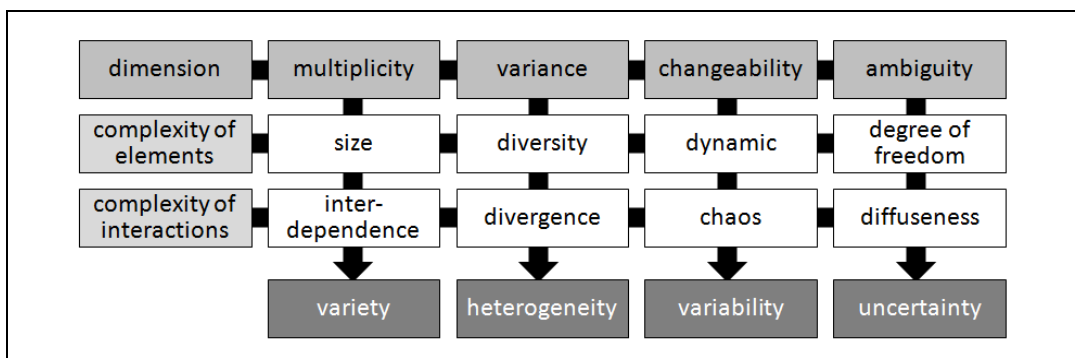 dimension multiplicity variance changeability ambiguity
complexity of elements size diversity dynamic degree of freedom
complexity of interactions inter-dependence divergence chaos diffuseness
variety heterogeneity variability uncertainty